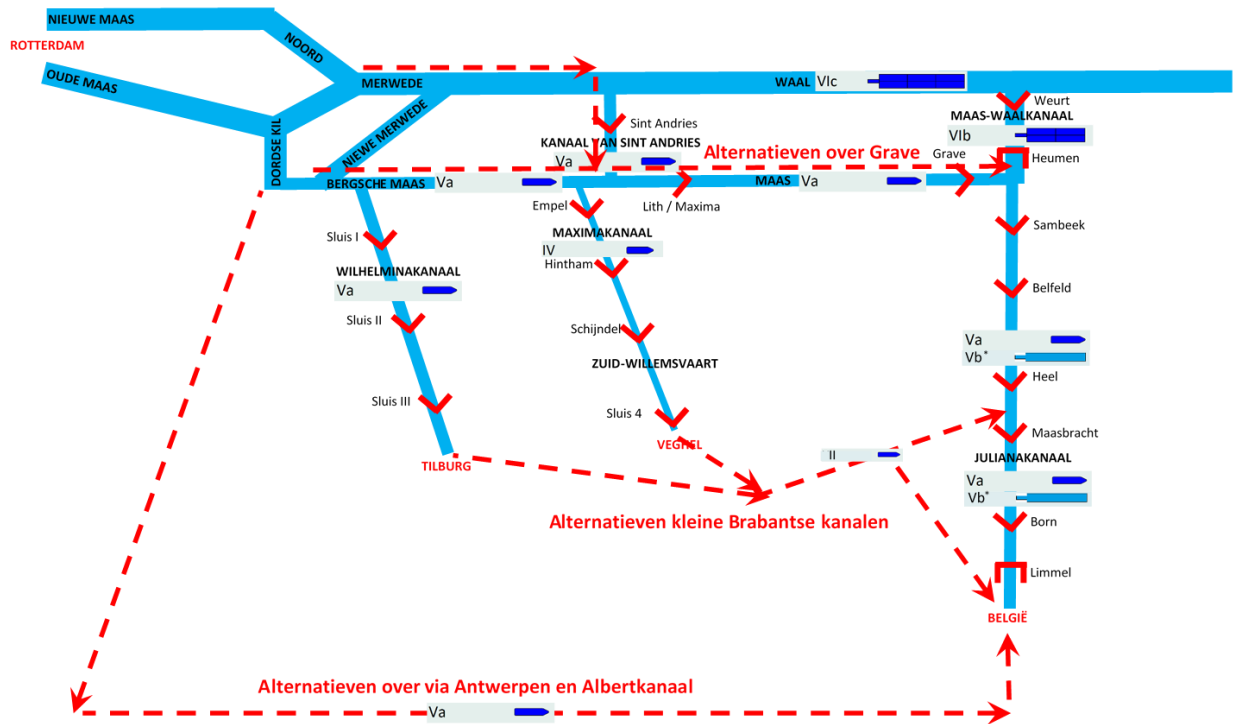 NIEUWE MAAS
ROTTERDAM
NOORD
OUDE MAAS
MERWEDE
WAAL
VIc
DORDSE KIL
NIEWE MERWEDE
Sint Andries
KANAAL VAN SINT ANDRIES
Va
Weurt
MAAS-WAALKANAAL
VIb
Alternatieven over Grave
Grave
Heumen
BERGSCHE MAAS
Va
MAAS
Va
Empel
Lith / Maxima
Sluis I
MAXIMAKANAAL
IV
Hintham
Sambeek
WILHELMINAKANAAL
Va
Belfeld
Sluis II
Schijndel
Va
Vb*
ZUID-WILLEMSVAART
Heel
Sluis III
Sluis 4
Maasbracht
VEGHEL
II
JULIANAKANAAL
TILBURG
Va
Vb*
Alternatieven kleine Brabantse kanalen
Born
Limmel
BELGIË
Alternatieven over via Antwerpen en Albertkanaal
Va